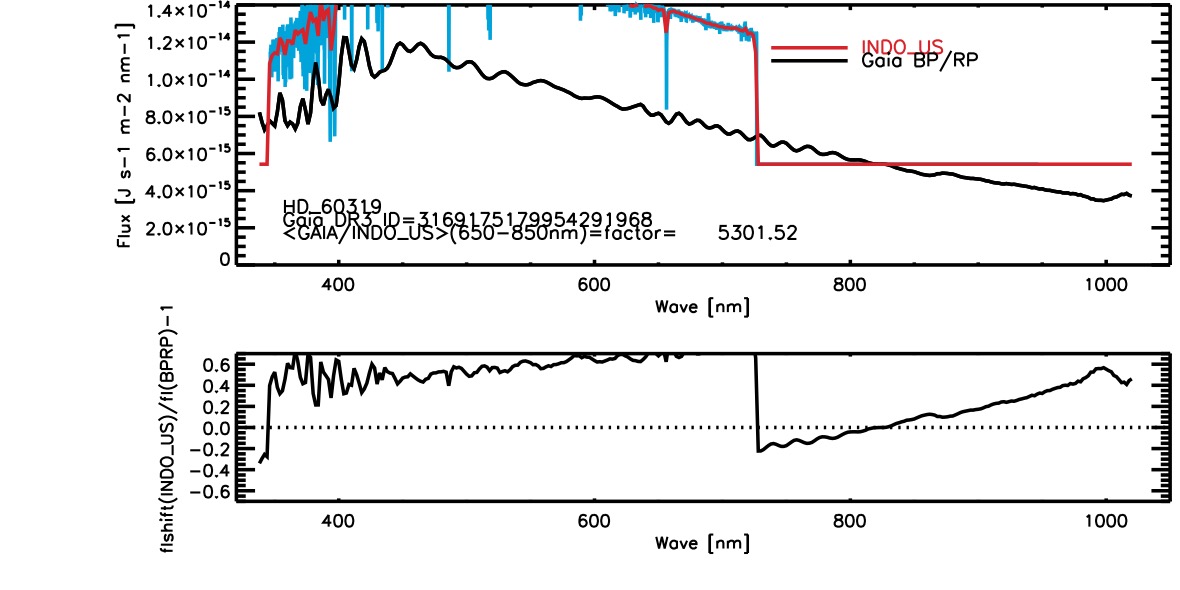 1.4×10⁻¹⁴
1.2×10⁻¹⁴
1.0×10⁻¹⁴
8.0×10⁻¹⁵
6.0×10⁻¹⁵
4.0×10⁻¹⁵
2.0×10⁻¹⁵
0
Flux [J s−1 m−2 nm−1]
INDO_US
Gaia BP/RP
HD_60319
Gaia DR3 ID=3169175179954291968
<GAIA/INDO_US>(650−850nm)=factor= 5301.52
400 600 800 1000
Wave [nm]
flshift(INDO_US)/fl(BPRP)−1
0.6
0.4
0.2
0.0
−0.2
−0.4
−0.6
400 600 800 1000
Wave [nm]